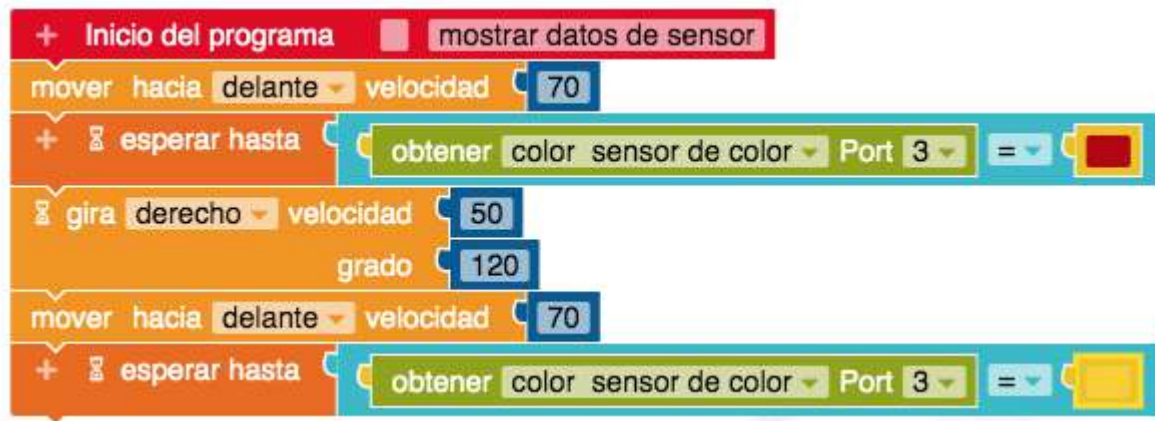 + Inicio del programa mostrar datos de sensor
mover hacia delante velocidad 70
+ esperar hasta obtener color sensor de color Port 3 =
gira derecho velocidad 50
grado 120
mover hacia delante velocidad 70
+ esperar hasta obtener color sensor de color Port 3 =